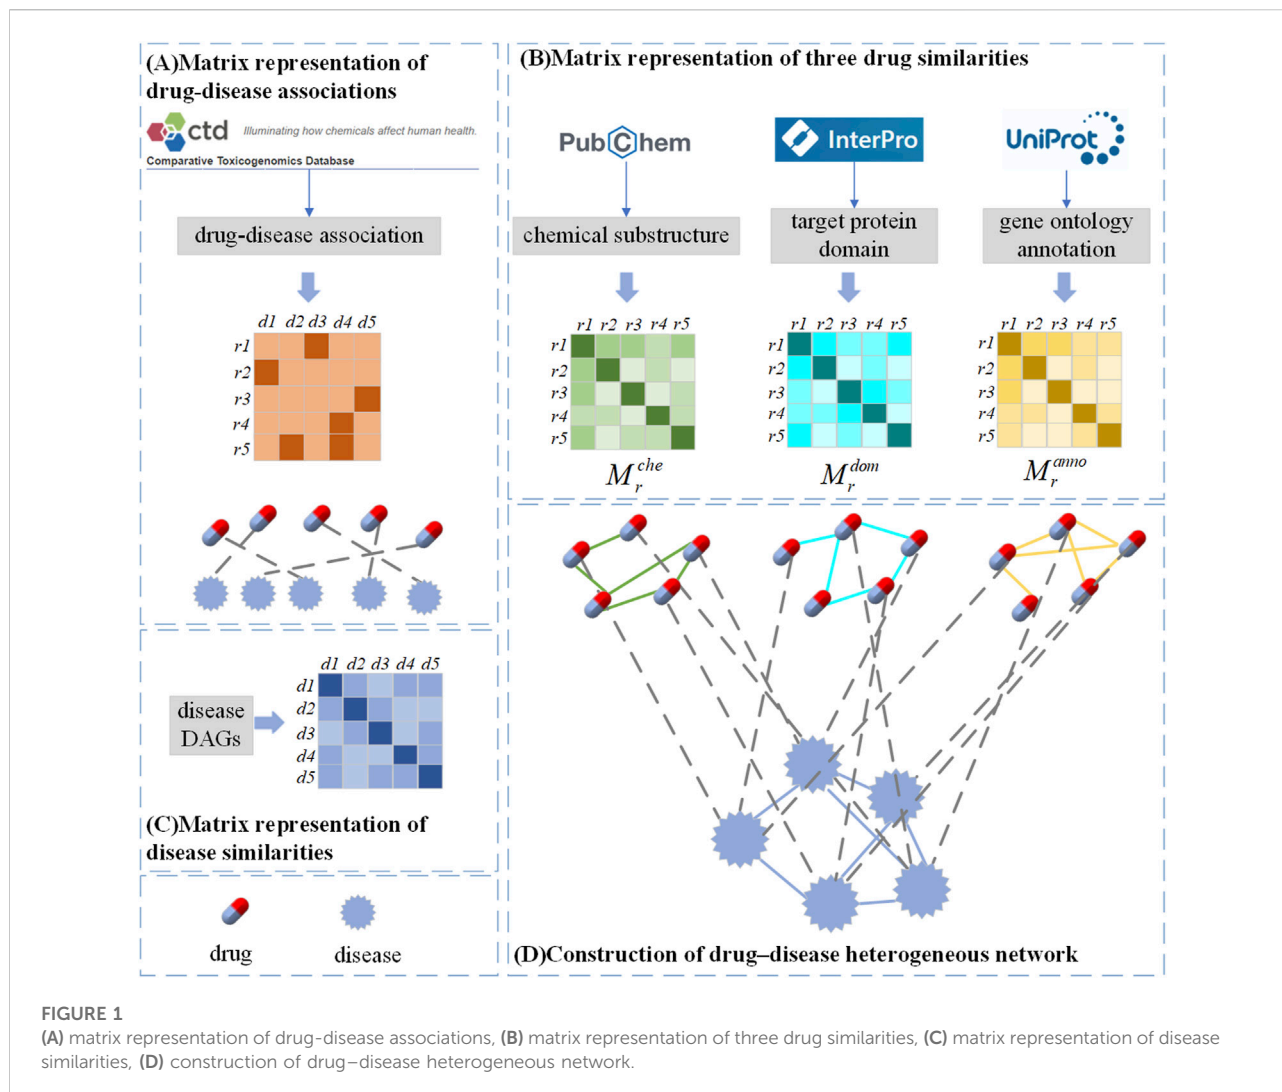 (A)Matrix representation of
drug-disease associations
ctd Illuminating how chemicals affect human health.
Comparative Toxicogenomics Database
drug-disease association
d1 d2 d3 d4 d5
r1
r2
r3
r4
r5
(B)Matrix representation of three drug similarities
PubChem
InterPro
UniProt
chemical substructure
target protein
domain
gene ontology
annotation
r1 r2 r3 r4 r5
r1
r2
r3
r4
r5
M_r^che
r1 r2 r3 r4 r5
r1
r2
r3
r4
r5
M_r^dom
r1 r2 r3 r4 r5
r1
r2
r3
r4
r5
M_r^anno
disease
DAGs
d1 d2 d3 d4 d5
d1
d2
d3
d4
d5
(C)Matrix representation of
disease similarities
drug
disease
(D)Construction of drug–disease heterogeneous network
FIGURE 1
(A) matrix representation of drug-disease associations, (B) matrix representation of three drug similarities, (C) matrix representation of disease
similarities, (D) construction of drug–disease heterogeneous network.